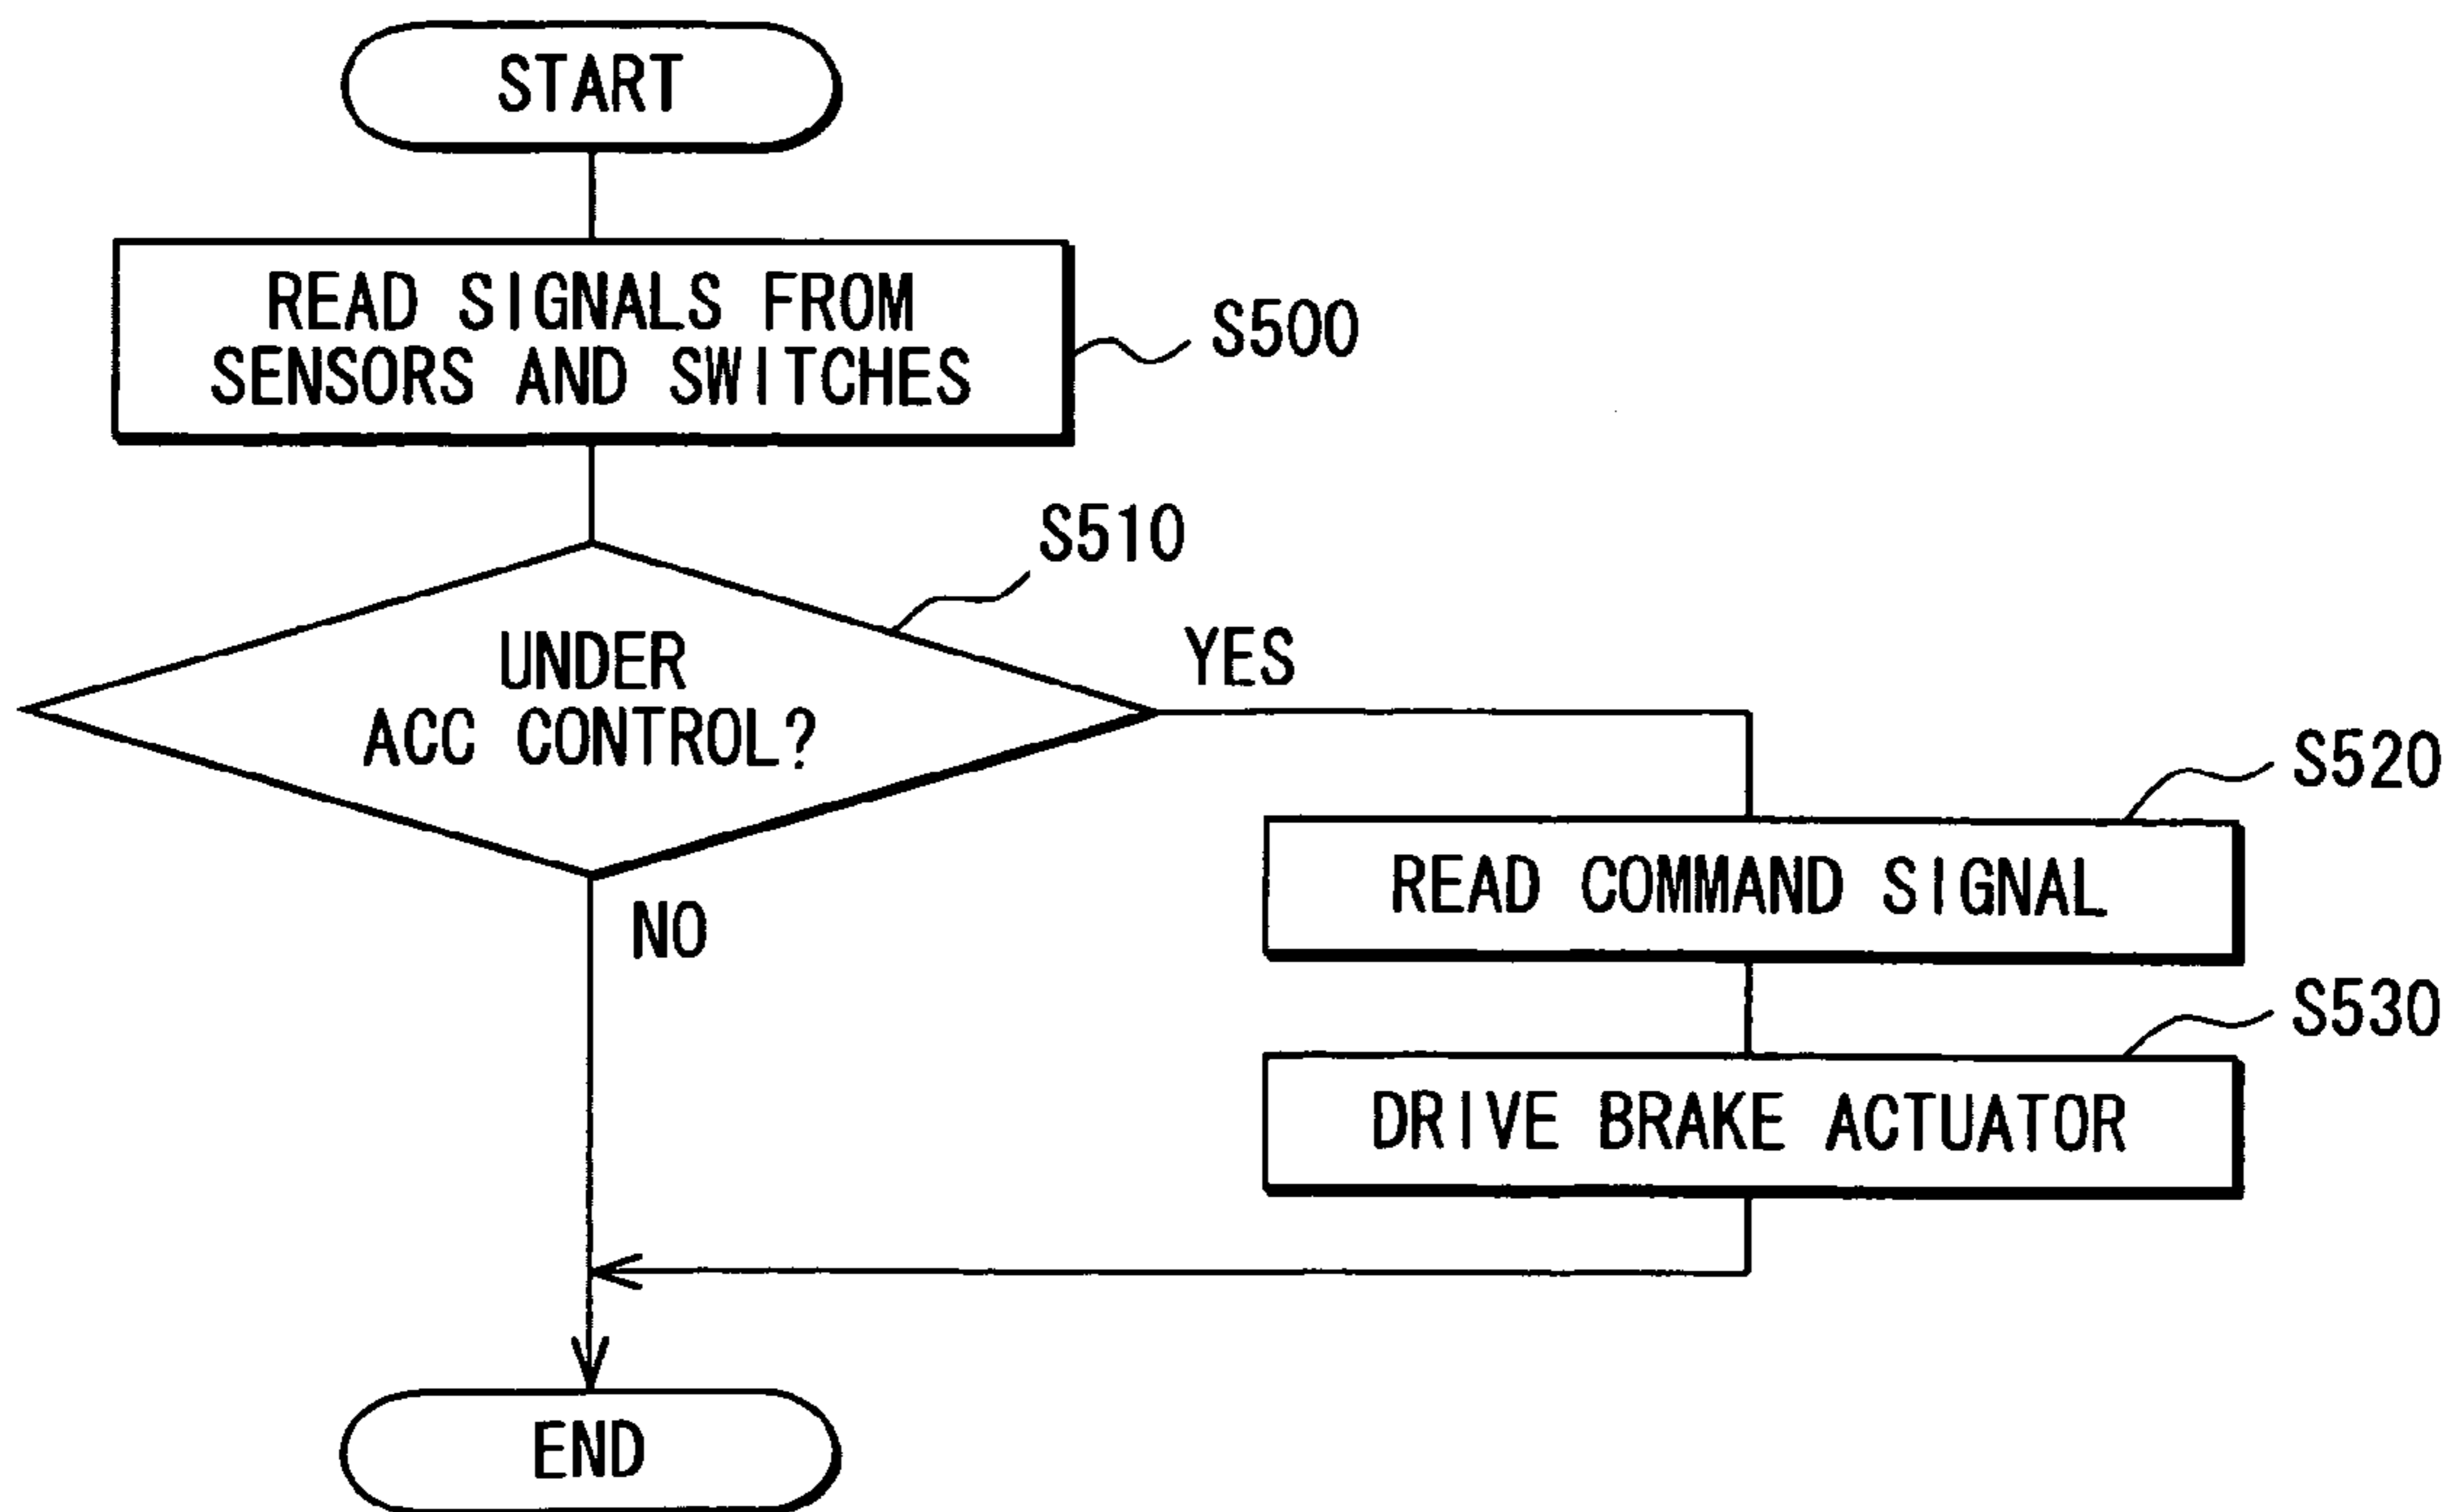 START
READ SIGNALS FROM
SENSORS AND SWITCHES
S500
S510
UNDER
ACC CONTROL?
YES
NO
S520
READ COMMAND SIGNAL
S530
DRIVE BRAKE ACTUATOR
END